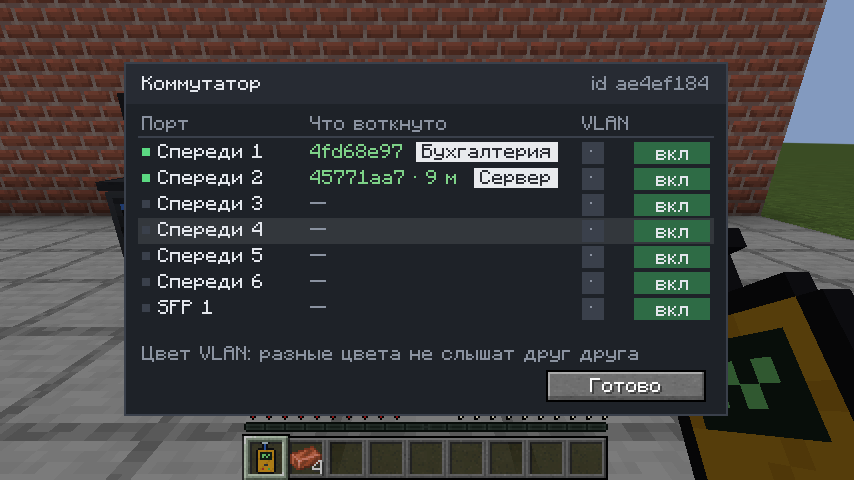 Коммутатор id ae4ef184
Порт Что воткнуто VLAN
Спереди 1 4fd68e97 Бухгалтерия вкл
Спереди 2 45771aa7 · 9 м Сервер вкл
Спереди 3 — вкл
Спереди 4 — вкл
Спереди 5 — вкл
Спереди 6 — вкл
SFP 1 — вкл
Цвет VLAN: разные цвета не слышат друг друга
Готово
4